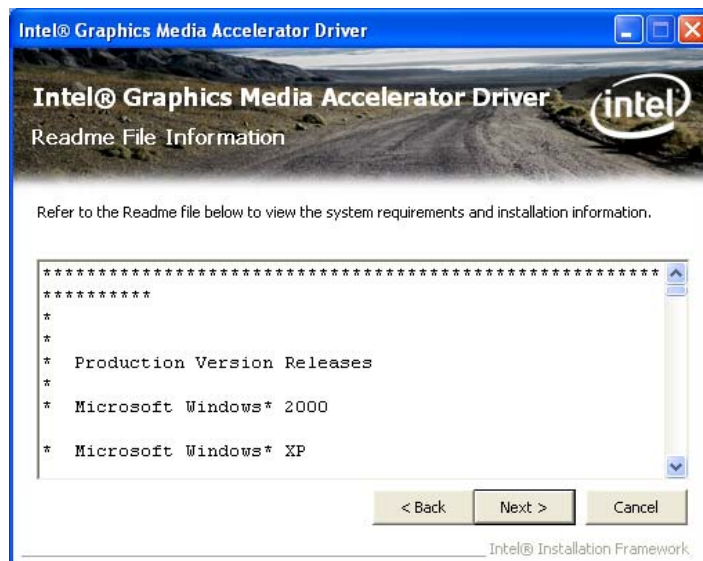 Intel® Graphics Media Accelerator Driver
Intel® Graphics Media Accelerator Driver
intel
Readme File Information
Refer to the Readme file below to view the system requirements and installation information.
********************************************************
**********
*
*
* Production Version Releases
*
* Microsoft Windows* 2000
* Microsoft Windows* XP
< Back
Next >
Cancel
Intel® Installation Framework